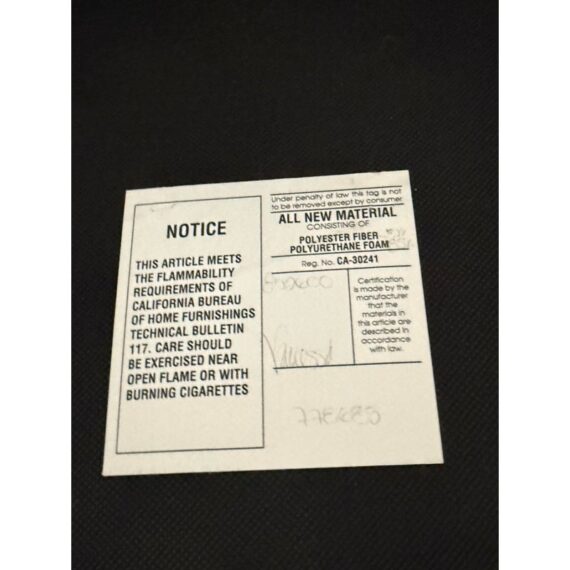 NOTICE
THIS ARTICLE MEETS
THE FLAMMABILITY
REQUIREMENTS OF
CALIFORNIA BUREAU
OF HOME FURNISHINGS
TECHNICAL BULLETIN
117. CARE SHOULD
BE EXERCISED NEAR
OPEN FLAME OR WITH
BURNING CIGARETTES
Under penalty of law this tag is not
to be removed except by consumer
ALL NEW MATERIAL
CONSISTING OF
POLYESTER FIBER
POLYURETHANE FOAM
Reg. No. CA-30241
Certification
is made by the
manufacturer
that the
materials in
this article are
described in
accordance
with law.